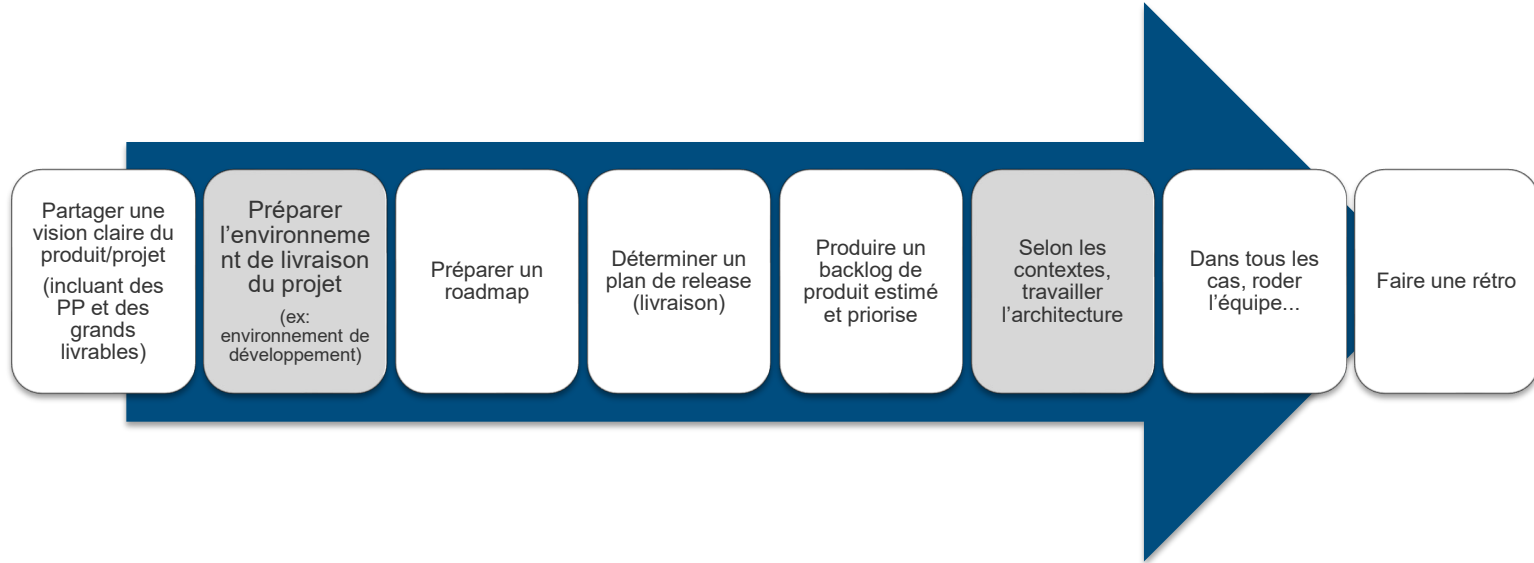 Partager une
vision claire du
produit/projet
(incluant des
PP et des
grands
livrables)
Préparer
l’environneme
nt de livraison
du projet
(ex:
environnement de
développement)
Préparer un
roadmap
Déterminer un
plan de release
(livraison)
Produire un
backlog de
produit estimé
et priorise
Selon les
contextes,
travailler
l’architecture
Dans tous les
cas, roder
l’équipe...
Faire une rétro